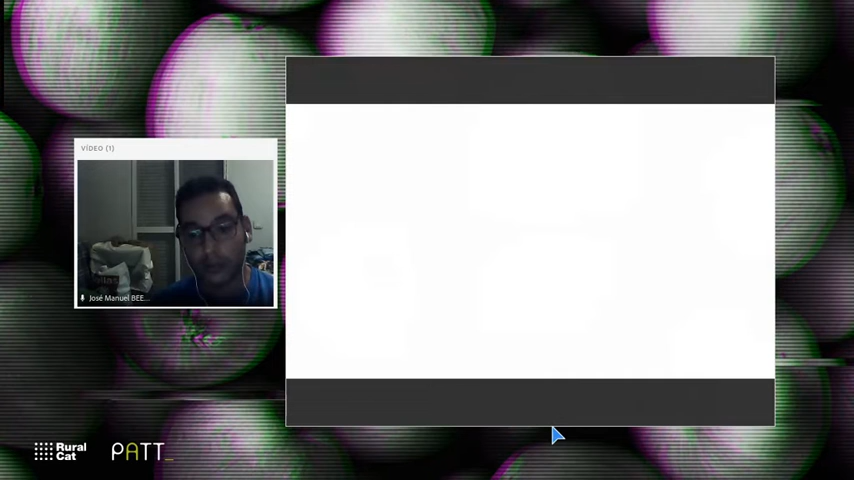 VÍDEO (1)
José Manuel BEE...
Rural
Cat
PATT_